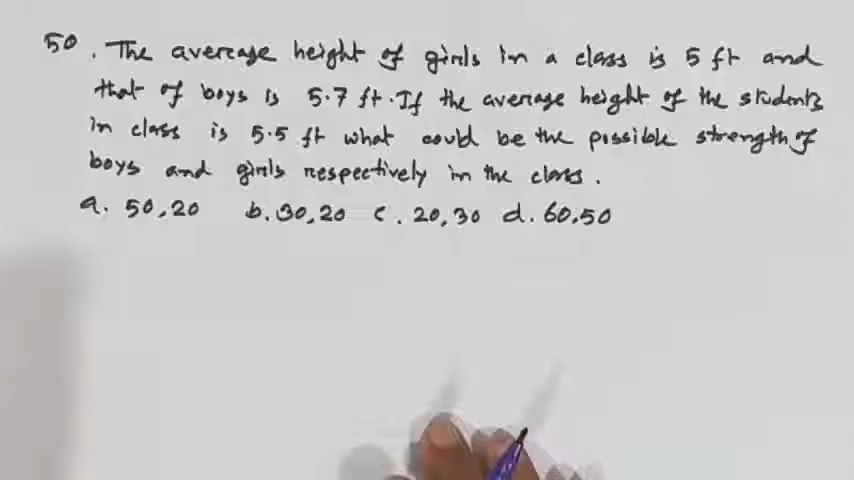 50. The average height of girls in a class is 5 ft and
that of boys is 5.7 ft. If the average height of the students
in class is 5.5 ft what could be the possible strength of
boys and girls respectively in the class.
a. 50,20 b. 30,20 c. 20,30 d. 60,50